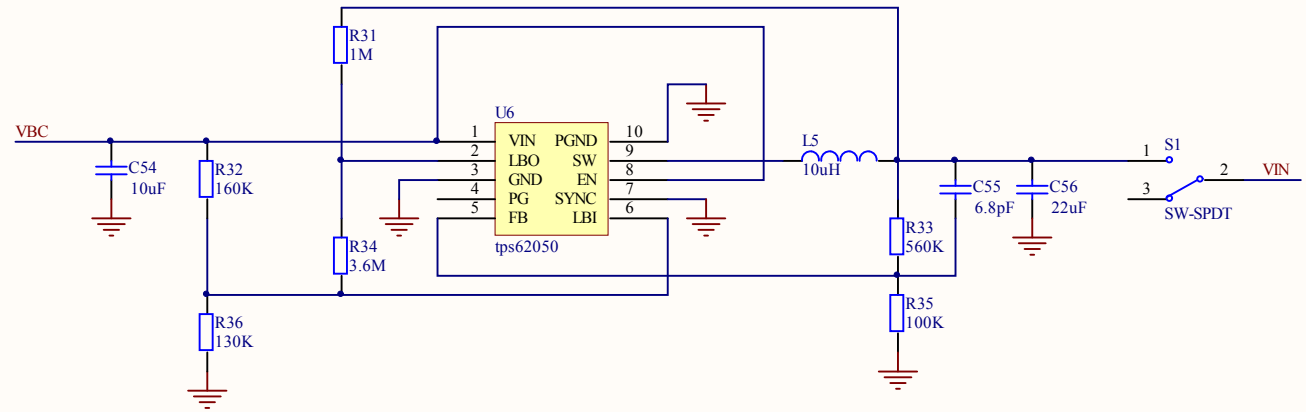 R31
1M
VBC
C54
10uF
R32
160K
R34
3.6M
R36
130K
U6
1 VIN PGND 10
2 LBO SW 9
3 GND EN 8
4 PG SYNC 7
5 FB LBI 6
tps62050
L5
10uH
C55
6.8pF
C56
22uF
R33
560K
R35
100K
1 S1
2 VIN
3
SW-SPDT